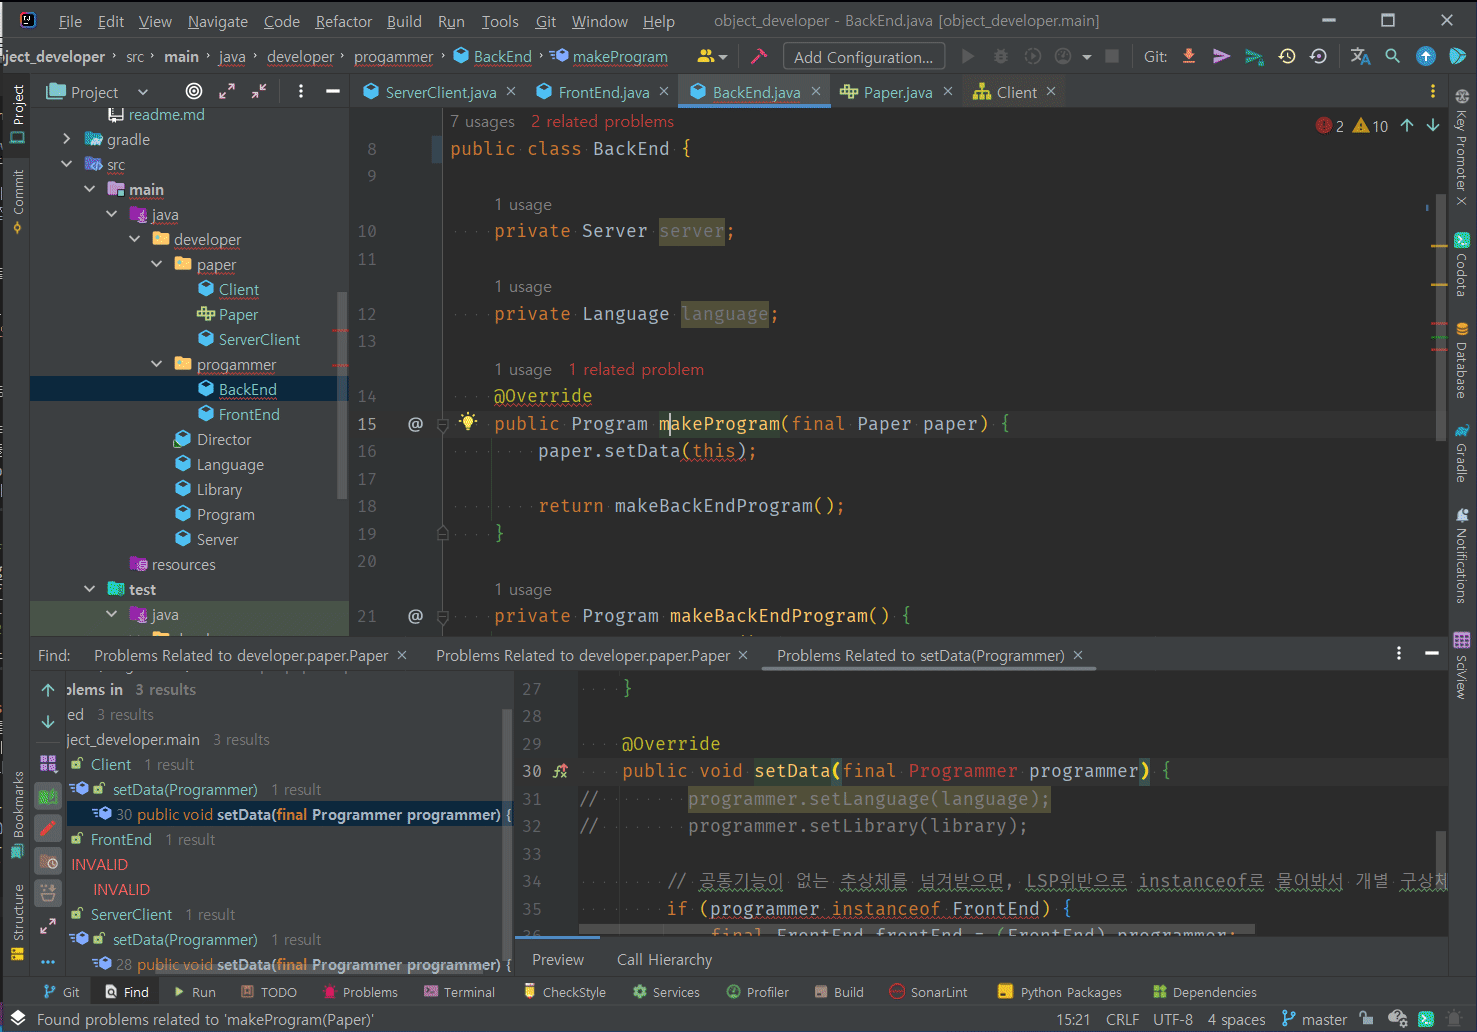 File Edit View Navigate Code Refactor Build Run Tools Git Window Help object_developer - BackEnd.java [object_developer.main]
ject_developer src main java developer progammer BackEnd makeProgram Add Configuration... Git:
Project
ServerClient.java FrontEnd.java BackEnd.java Paper.java Client
readme.md
gradle
src
main
java
developer
paper
Client
Paper
ServerClient
progammer
BackEnd
FrontEnd
Director
Language
Library
Program
Server
resources
test
java
7 usages 2 related problems
2 10
8 public class BackEnd {
9
1 usage
10 private Server server;
11
1 usage
12 private Language language;
13
1 usage 1 related problem
14 @Override
15 @ public Program makeProgram(final Paper paper) {
16 paper.setData(this);
17
18 return makeBackEndProgram();
19 }
20
1 usage
21 @ private Program makeBackEndProgram() {
Project
Commit
Bookmarks
Structure
Key Promoter X
Codota
Database
Gradle
Notifications
SciView
Find: Problems Related to developer.paper.Paper Problems Related to developer.paper.Paper Problems Related to setData(Programmer)
blems in 3 results
ed 3 results
ject_developer.main 3 results
Client 1 result
setData(Programmer) 1 result
30 public void setData(final Programmer programmer) {
FrontEnd 1 result
INVALID
INVALID
ServerClient 1 result
setData(Programmer) 1 result
28 public void setData(final Programmer programmer) {
27 }
28
29 @Override
30 public void setData(final Programmer programmer) {
31 // programmer.setLanguage(language);
32 // programmer.setLibrary(library);
33
34 // 공통기능이 없는 추상체를 넘겨받으면, LSP위반으로 instanceof로 물어봐서 개별 구상체
35 if (programmer instanceof FrontEnd) {
36 final FrontEnd frontEnd = (FrontEnd) programmer;
Preview Call Hierarchy
Git Find Run TODO Problems Terminal CheckStyle Services Profiler Build SonarLint Python Packages Dependencies
Found problems related to 'makeProgram(Paper)' 15:21 CRLF UTF-8 4 spaces master